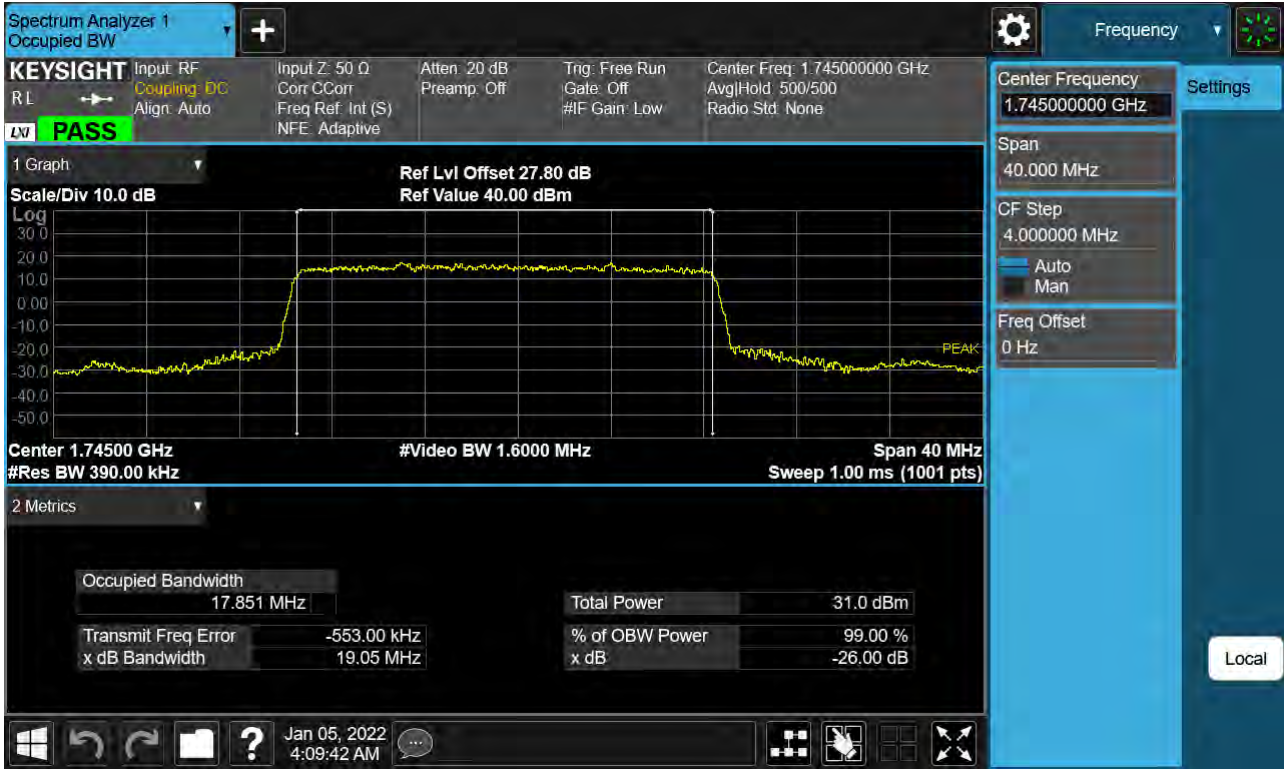 Spectrum Analyzer 1
Occupied BW
+
Frequency
KEYSIGHT
RL
LXI PASS
Input: RF
Coupling: DC
Align: Auto
Input Z: 50 Ω
Corr CCorr
Freq Ref: Int (S)
NFE: Adaptive
Atten: 20 dB
Preamp: Off
Trig: Free Run
Gate: Off
#IF Gain: Low
Center Freq: 1.745000000 GHz
Avg|Hold: 500/500
Radio Std: None
Center Frequency
1.745000000 GHz
Settings
Span
40.000 MHz
CF Step
4.000000 MHz
Auto
Man
Freq Offset
0 Hz
Local
1 Graph
Scale/Div 10.0 dB
Ref Lvl Offset 27.80 dB
Ref Value 40.00 dBm
Log
30.0
20.0
10.0
0.00
-10.0
-20.0
-30.0
-40.0
-50.0
PEAK
Center 1.74500 GHz
#Video BW 1.6000 MHz
Span 40 MHz
#Res BW 390.00 kHz
Sweep 1.00 ms (1001 pts)
2 Metrics
Occupied Bandwidth
17.851 MHz
Total Power 31.0 dBm
Transmit Freq Error -553.00 kHz
% of OBW Power 99.00 %
x dB Bandwidth 19.05 MHz
x dB -26.00 dB
?
Jan 05, 2022
4:09:42 AM